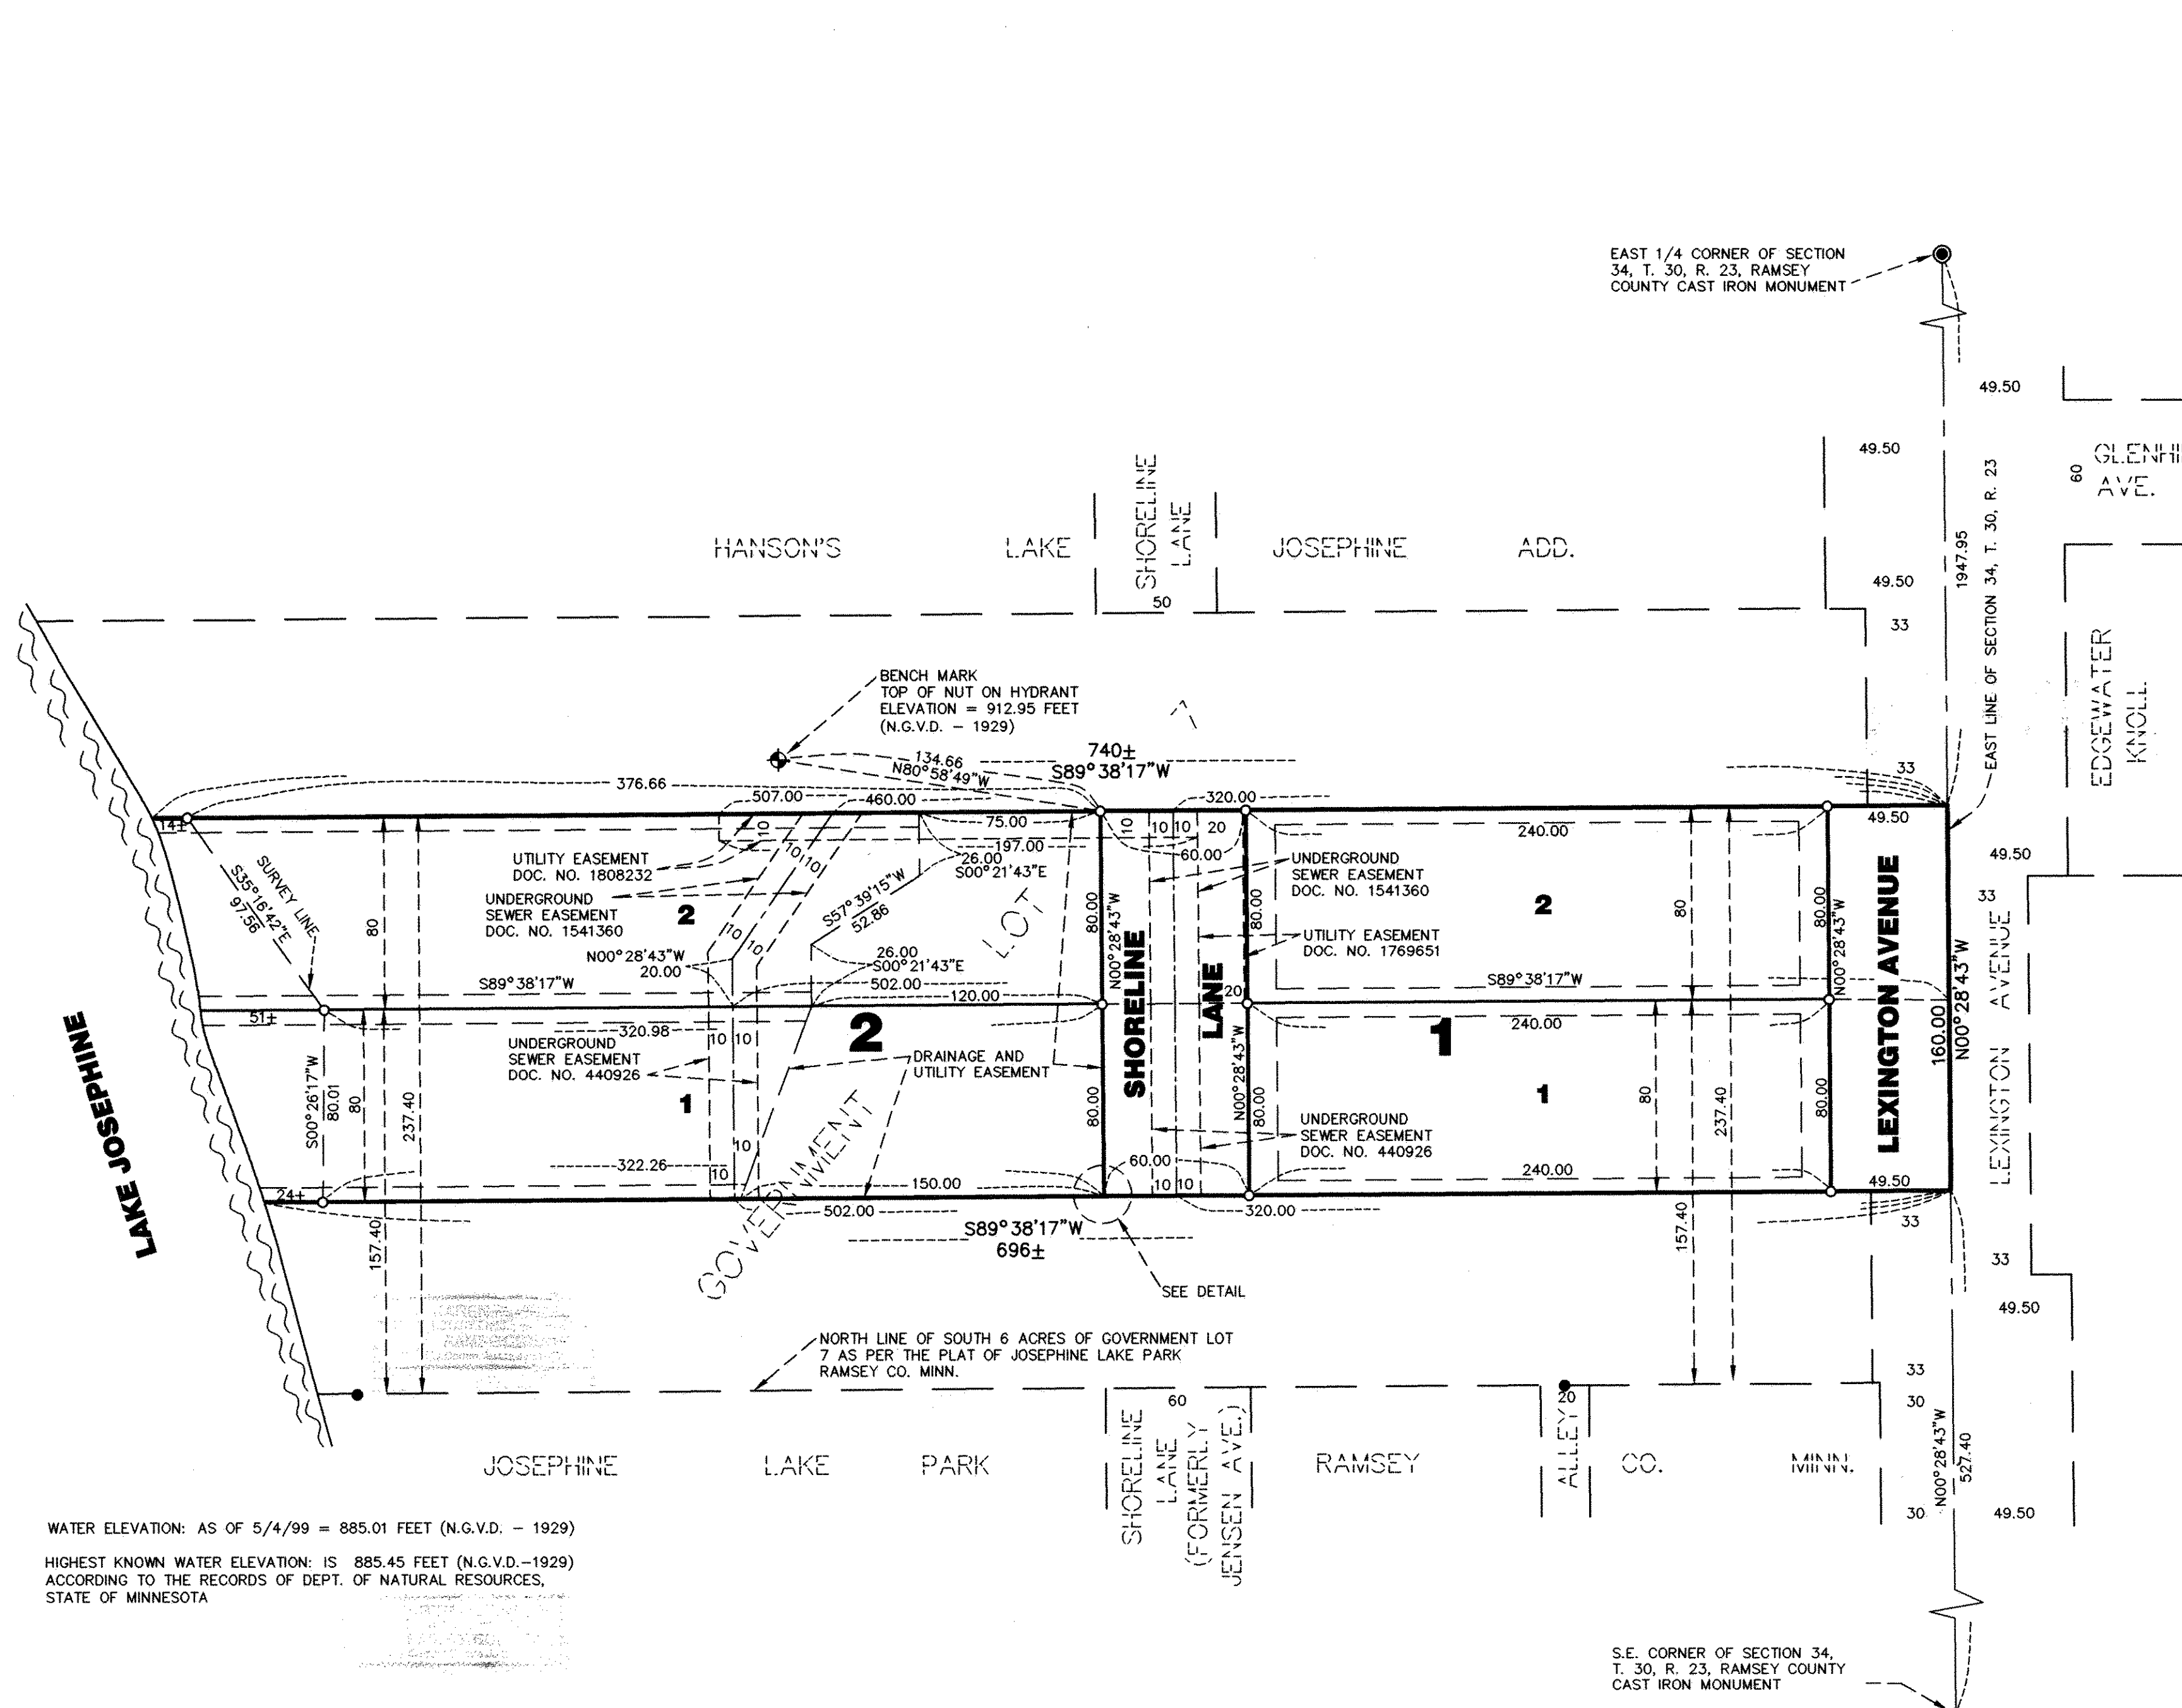 EAST 1/4 CORNER OF SECTION
34, T. 30, R. 23, RAMSEY
COUNTY CAST IRON MONUMENT
49.50
49.50
GLENHI
AVE.
60
49.50
33
1947.95
EAST LINE OF SECTION 34, T. 30, R. 23
EDGEWATER
KNOLL
HANSON'S LAKE JOSEPHINE ADD.
SHORELINE
LANE
50
BENCH MARK
TOP OF NUT ON HYDRANT
ELEVATION = 912.95 FEET
(N.G.V.D. – 1929)
7
740±
S89°38'17"W
134.66
N80°58'49"W
376.66
507.00
460.00
75.00
197.00
320.00
33
49.50
14±
10
10
10
10
10
10
20
60.00
240.00
26.00
S00°21'43"E
UTILITY EASEMENT
DOC. NO. 1808232
UNDERGROUND
SEWER EASEMENT
DOC. NO. 1541360
SURVEY LINE
S35°16'42"E
97.56
80
2
S57°39'15"W
52.86
LOT
80.00
N00°28'43"W
UNDERGROUND
SEWER EASEMENT
DOC. NO. 1541360
80.00
UTILITY EASEMENT
DOC. NO. 1769651
2
80
80.00
N00°28'43"W
49.50
33
10
10
N00°28'43"W
20.00
26.00
S00°21'43"E
S89°38'17"W
502.00
120.00
20
S89°38'17"W
51±
320.98
10
10
240.00
UNDERGROUND
SEWER EASEMENT
DOC. NO. 440926
2
DRAINAGE AND
UTILITY EASEMENT
SHORELINE
LANE
1
LEXINGTON AVENUE
160.00
N00°28'43"W
LEXINGTON AVENUE
LAKE JOSEPHINE
S00°26'17"W
80.01
80
237.40
1
80.00
N00°28'43"W
80.00
1
80
237.40
80.00
UNDERGROUND
SEWER EASEMENT
DOC. NO. 440926
GOVERNMENT
10
10
322.26
150.00
60.00
10
10
240.00
49.50
24±
502.00
320.00
33
S89°38'17"W
696±
157.40
157.40
33
49.50
SEE DETAIL
NORTH LINE OF SOUTH 6 ACRES OF GOVERNMENT LOT
7 AS PER THE PLAT OF JOSEPHINE LAKE PARK
RAMSEY CO. MINN.
33
30
60
20
JOSEPHINE LAKE PARK RAMSEY CO. MINN.
SHORELINE
LANE
(FORMERLY
JENSEN AVE.)
ALLEY
N00°28'43"W
527.40
30
49.50
WATER ELEVATION: AS OF 5/4/99 = 885.01 FEET (N.G.V.D. – 1929)
HIGHEST KNOWN WATER ELEVATION: IS 885.45 FEET (N.G.V.D.–1929)
ACCORDING TO THE RECORDS OF DEPT. OF NATURAL RESOURCES,
STATE OF MINNESOTA
S.E. CORNER OF SECTION 34,
T. 30, R. 23, RAMSEY COUNTY
CAST IRON MONUMENT